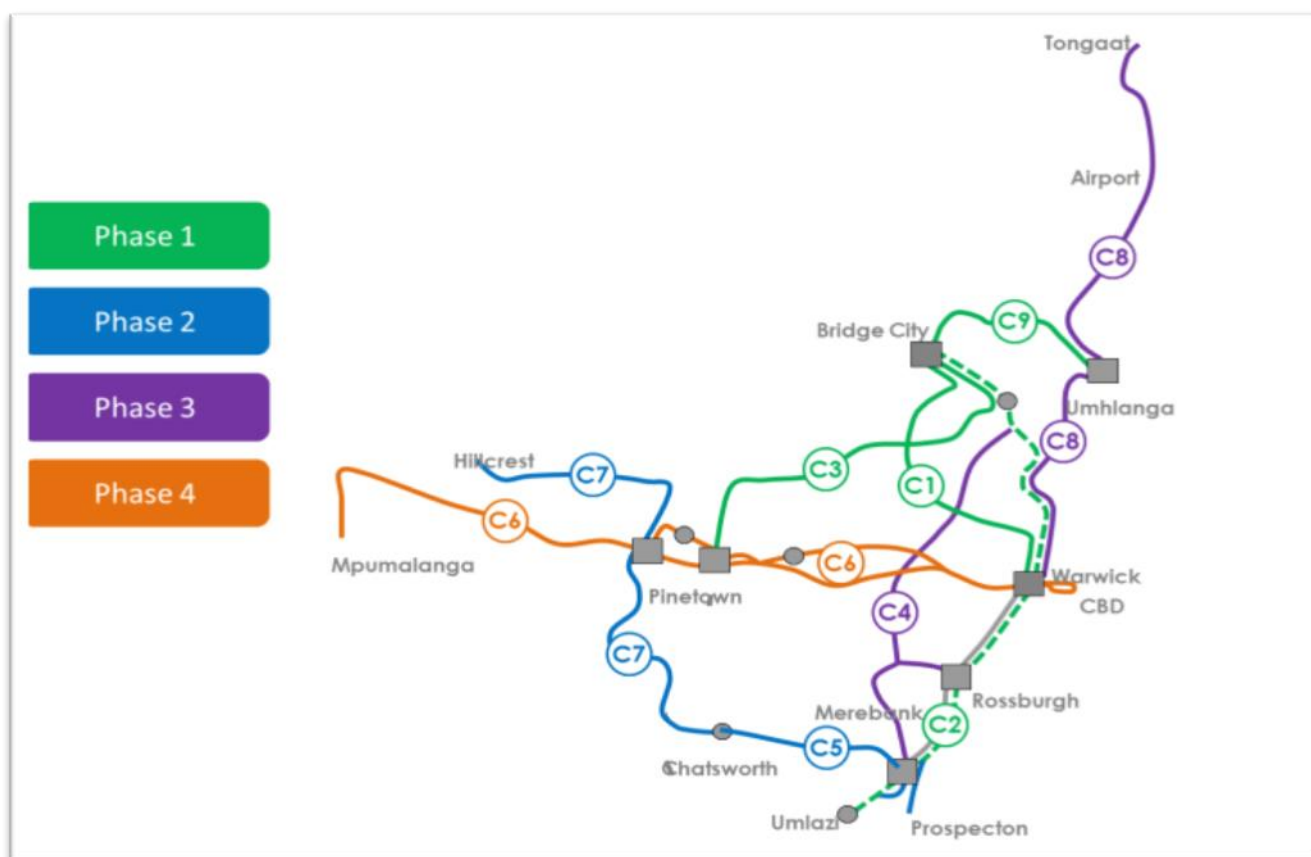 Tongaat
Airport
Phase 1
C8
Phase 2
C9
Bridge City
Phase 3
Umhlanga
C8
Hillcrest
C7
C3
Phase 4
C1
C6
Mpumalanga
C6
Warwick
CBD
Pinetown
C4
C7
Rossburgh
Merebank
C2
C5
Chatsworth
Umlazi
Prospecton